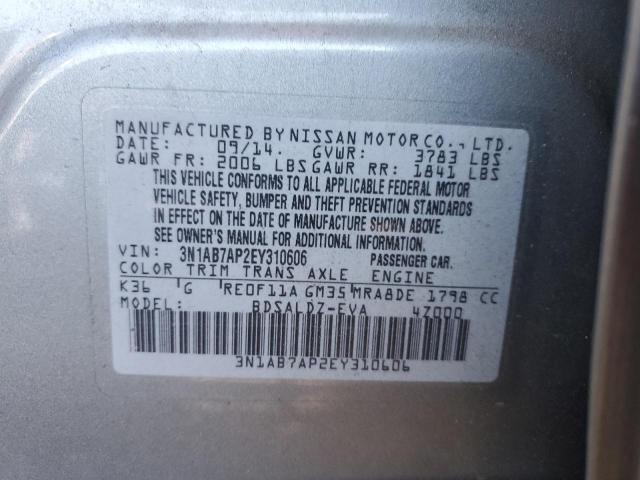 MANUFACTURED BY NISSAN MOTOR CO., LTD.
DATE: 09/14. GVWR: 3783 LBS
GAWR FR: 2006 LBS GAWR RR: 1841 LBS
THIS VEHICLE CONFORMS TO ALL APPLICABLE FEDERAL MOTOR
VEHICLE SAFETY, BUMPER AND THEFT PREVENTION STANDARDS
IN EFFECT ON THE DATE OF MANUFACTURE SHOWN ABOVE.
SEE OWNER'S MANUAL FOR ADDITIONAL INFORMATION.
VIN: 3N1AB7AP2EY310606 PASSENGER CAR.
COLOR TRIM TRANS AXLE ENGINE
K36 G RE0F11A GM35 MRA8DE 1798 CC
MODEL: BDSALDZ-EVA 4Z000
3N1AB7AP2EY310606